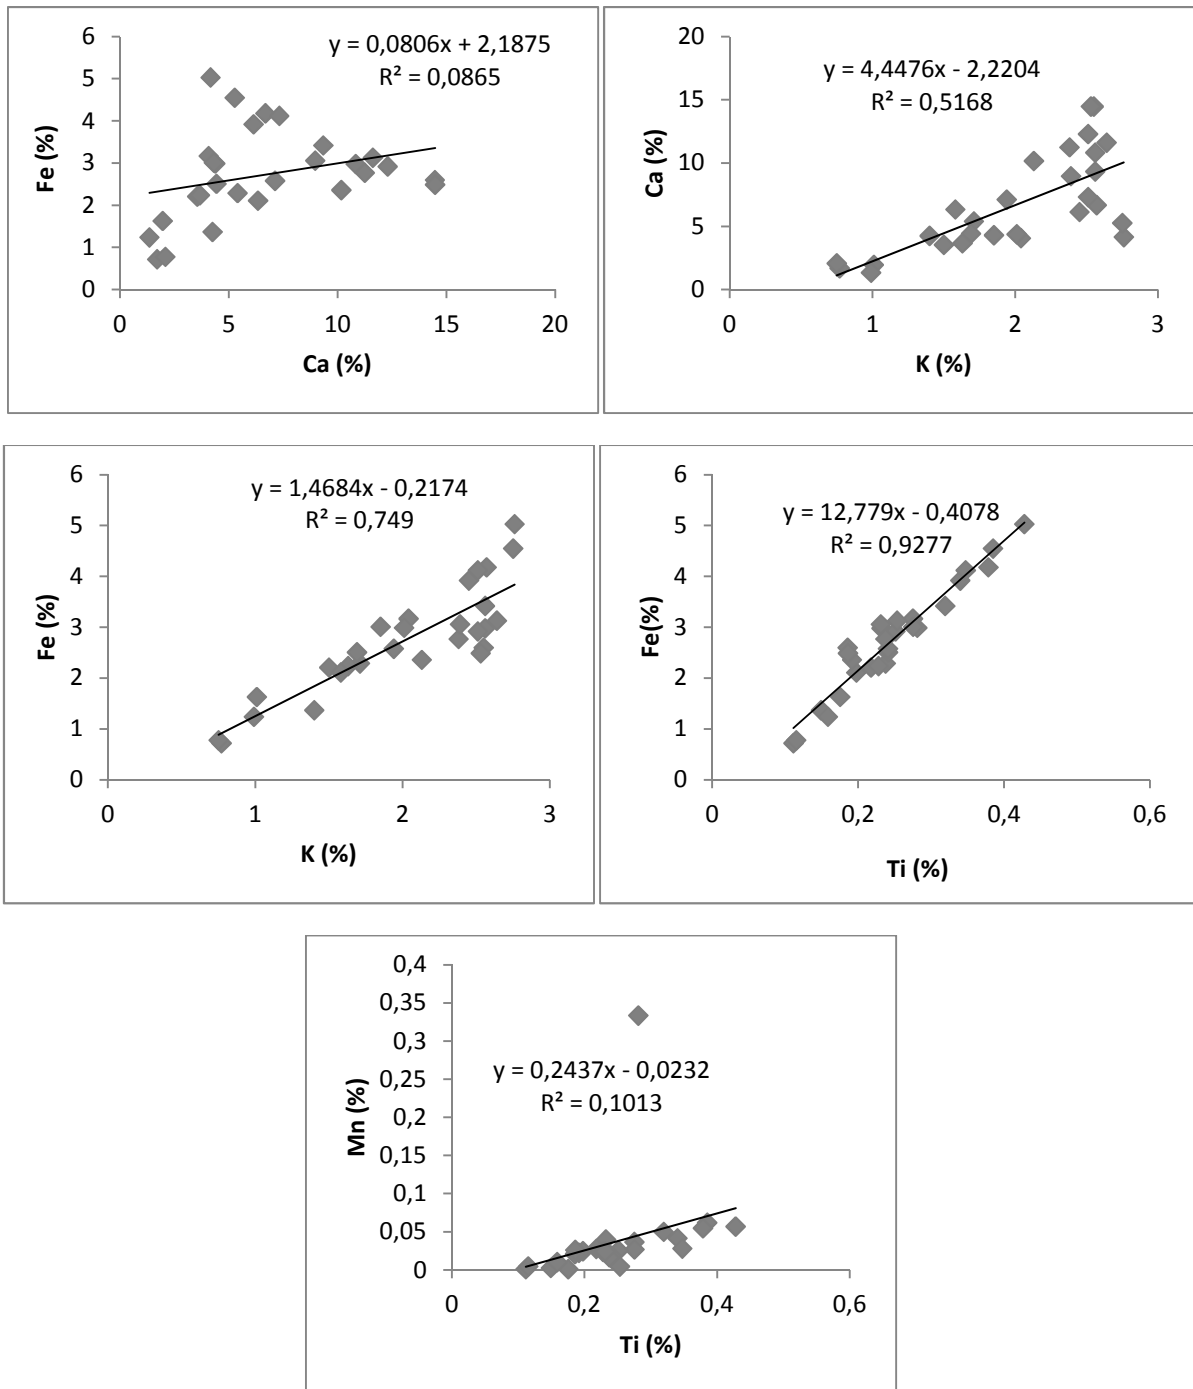 y = 0,0806x + 2,1875
R² = 0,0865
6
5
4
3
2
1
0
Fe (%)
0 5 10 15 20
Ca (%)
y = 4,4476x - 2,2204
R² = 0,5168
20
15
10
5
0
Ca (%)
0 1 2 3
K (%)
y = 1,4684x - 0,2174
R² = 0,749
6
5
4
3
2
1
0
Fe (%)
0 1 2 3
K (%)
y = 12,779x - 0,4078
R² = 0,9277
6
5
4
3
2
1
0
Fe(%)
0 0,2 0,4 0,6
Ti (%)
0,4
0,35
0,3
0,25
0,2
0,15
0,1
0,05
0
Mn (%)
y = 0,2437x - 0,0232
R² = 0,1013
0 0,2 0,4 0,6
Ti (%)